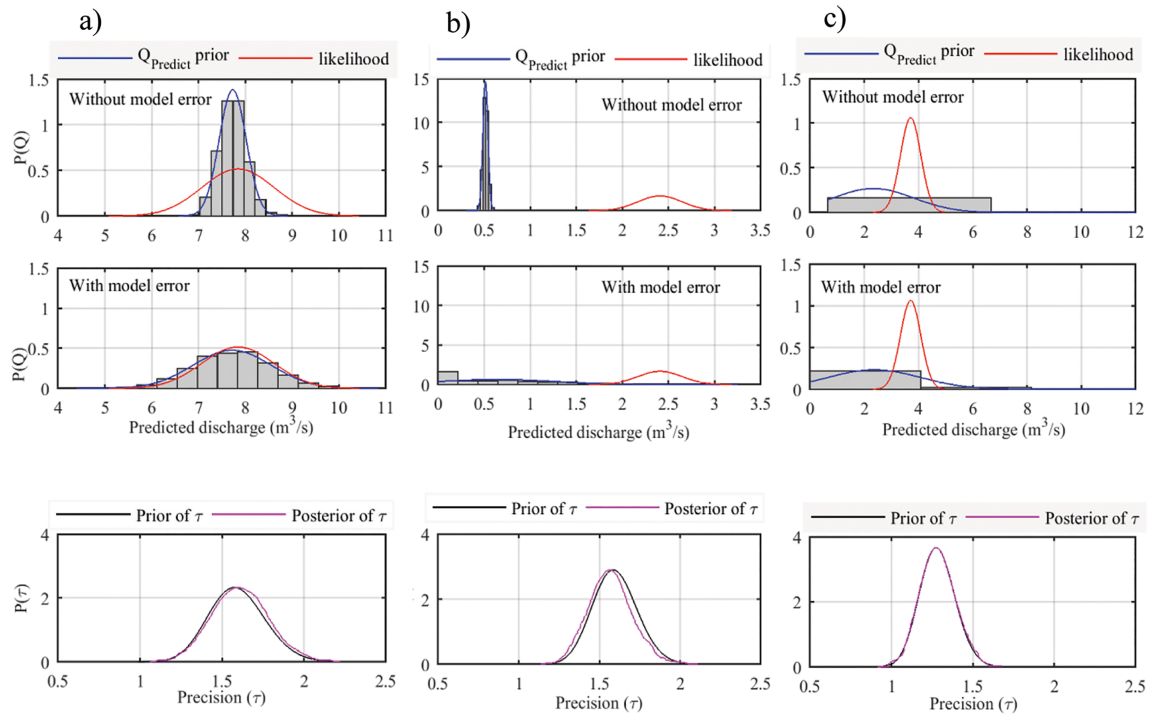 a) b) c)
Q_Predict prior likelihood
Q_Predict prior likelihood
Q_Predict prior likelihood
Without model error
1.5
1
0.5
0
P(Q)
4 5 6 7 8 9 10 11
Without model error
15
10
5
0
0 0.5 1 1.5 2 2.5 3 3.5
Without model error
1.5
1
0.5
0
0 2 4 6 8 10 12
With model error
1.5
1
0.5
0
P(Q)
4 5 6 7 8 9 10 11
Predicted discharge (m³/s)
With model error
15
10
5
0
0 0.5 1 1.5 2 2.5 3 3.5
Predicted discharge (m³/s)
With model error
1.5
1
0.5
0
0 2 4 6 8 10 12
Predicted discharge (m³/s)
Prior of τ Posterior of τ
4
2
0
P(τ)
0.5 1 1.5 2 2.5
Precision (τ)
Prior of τ Posterior of τ
4
2
0
0.5 1 1.5 2 2.5
Precision (τ)
Prior of τ Posterior of τ
4
2
0
0.5 1 1.5 2 2.5
Precision (τ)